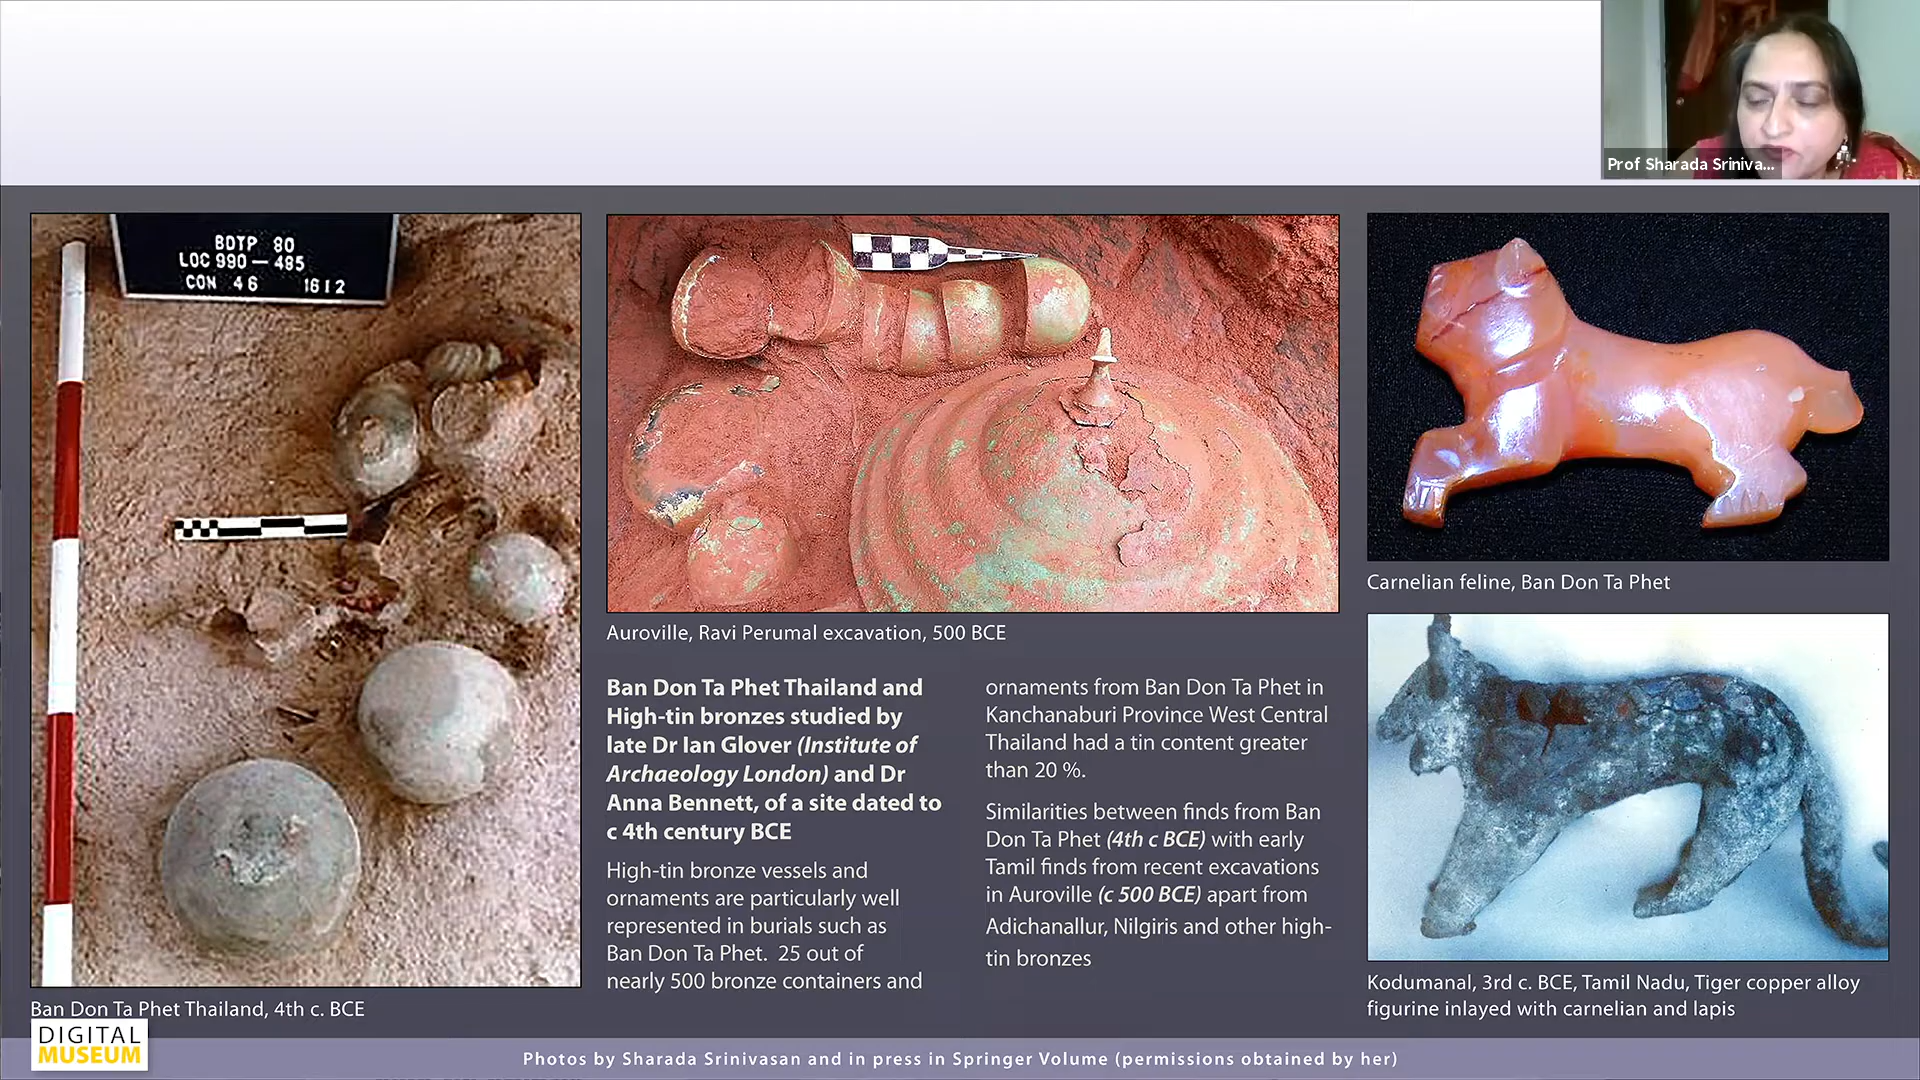 Prof Sharada Sriniva...
BDTP 80
LOC 990 — 485
CON 46 1612
Ban Don Ta Phet Thailand, 4th c. BCE
Auroville, Ravi Perumal excavation, 500 BCE
Ban Don Ta Phet Thailand and
High-tin bronzes studied by
late Dr Ian Glover (Institute of
Archaeology London) and Dr
Anna Bennett, of a site dated to
c 4th century BCE
High-tin bronze vessels and
ornaments are particularly well
represented in burials such as
Ban Don Ta Phet. 25 out of
nearly 500 bronze containers and
ornaments from Ban Don Ta Phet in
Kanchanaburi Province West Central
Thailand had a tin content greater
than 20 %.
Similarities between finds from Ban
Don Ta Phet (4th c BCE) with early
Tamil finds from recent excavations
in Auroville (c 500 BCE) apart from
Adichanallur, Nilgiris and other high-
tin bronzes
Carnelian feline, Ban Don Ta Phet
Kodumanal, 3rd c. BCE, Tamil Nadu, Tiger copper alloy
figurine inlayed with carnelian and lapis
DIGITAL
MUSEUM
Photos by Sharada Srinivasan and in press in Springer Volume (permissions obtained by her)